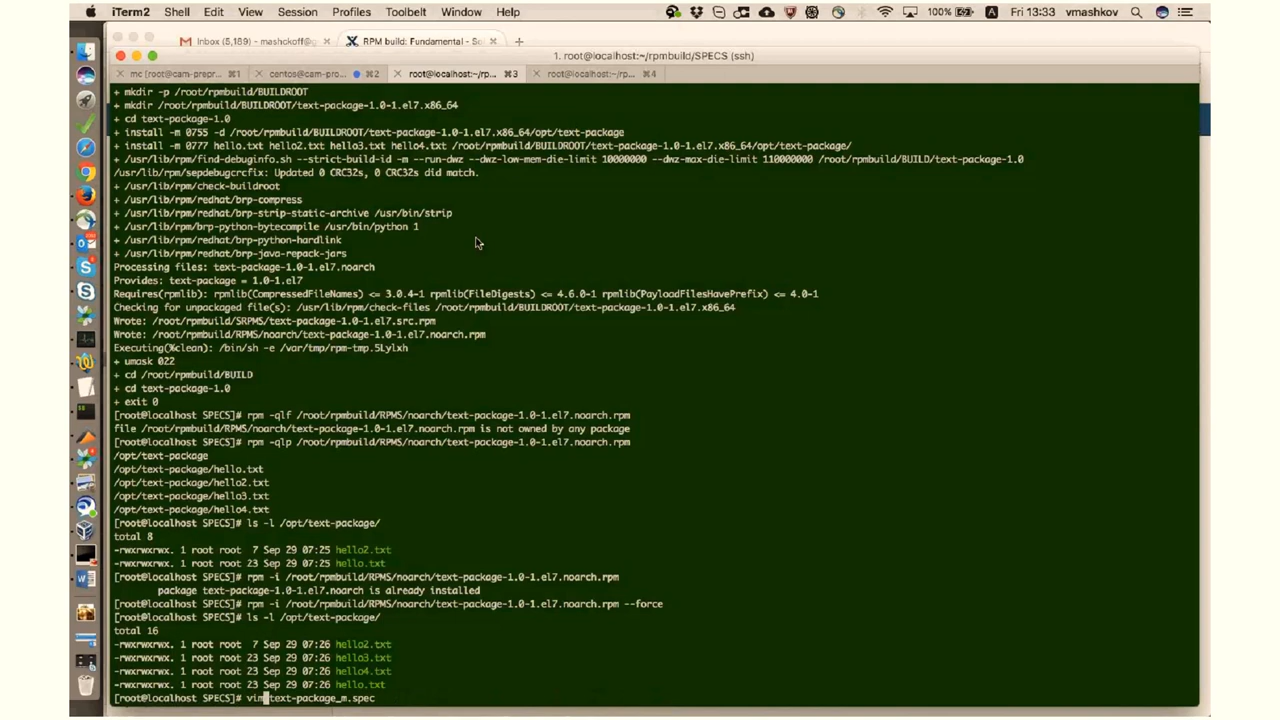 iTerm2 Shell Edit View Session Profiles Toolbelt Window Help 100% A Fri 13:33 vmashkov
Inbox (5,189) - mashckoff@g RPM build: Fundamental - Sc
1. root@localhost:~/rpmbuild/SPECS (ssh)
mc [root@cam-prepr... ⌘1 centos@cam-pro... ⌘2 root@localhost:~/rp... ⌘3 root@localhost:~/rp... ⌘4
+ mkdir -p /root/rpmbuild/BUILDROOT
+ mkdir /root/rpmbuild/BUILDROOT/text-package-1.0-1.el7.x86_64
+ cd text-package-1.0
+ install -m 0755 -d /root/rpmbuild/BUILDROOT/text-package-1.0-1.el7.x86_64/opt/text-package
+ install -m 0777 hello.txt hello2.txt hello3.txt hello4.txt /root/rpmbuild/BUILDROOT/text-package-1.0-1.el7.x86_64/opt/text-package/
+ /usr/lib/rpm/find-debuginfo.sh --strict-build-id -m --run-dwz --dwz-low-mem-die-limit 10000000 --dwz-max-die-limit 110000000 /root/rpmbuild/BUILD/text-package-1.0
/usr/lib/rpm/sepdebugcrcfix: Updated 0 CRC32s, 0 CRC32s did match.
+ /usr/lib/rpm/check-buildroot
+ /usr/lib/rpm/redhat/brp-compress
+ /usr/lib/rpm/redhat/brp-strip-static-archive /usr/bin/strip
+ /usr/lib/rpm/brp-python-bytecompile /usr/bin/python 1
+ /usr/lib/rpm/redhat/brp-python-hardlink
+ /usr/lib/rpm/redhat/brp-java-repack-jars
Processing files: text-package-1.0-1.el7.noarch
Provides: text-package = 1.0-1.el7
Requires(rpmlib): rpmlib(CompressedFileNames) <= 3.0.4-1 rpmlib(FileDigests) <= 4.6.0-1 rpmlib(PayloadFilesHavePrefix) <= 4.0-1
Checking for unpackaged file(s): /usr/lib/rpm/check-files /root/rpmbuild/BUILDROOT/text-package-1.0-1.el7.x86_64
Wrote: /root/rpmbuild/SRPMS/text-package-1.0-1.el7.src.rpm
Wrote: /root/rpmbuild/RPMS/noarch/text-package-1.0-1.el7.noarch.rpm
Executing(%clean): /bin/sh -e /var/tmp/rpm-tmp.5Lylxh
+ umask 022
+ cd /root/rpmbuild/BUILD
+ cd text-package-1.0
+ exit 0
[root@localhost SPECS]# rpm -qlf /root/rpmbuild/RPMS/noarch/text-package-1.0-1.el7.noarch.rpm
file /root/rpmbuild/RPMS/noarch/text-package-1.0-1.el7.noarch.rpm is not owned by any package
[root@localhost SPECS]# rpm -qlp /root/rpmbuild/RPMS/noarch/text-package-1.0-1.el7.noarch.rpm
/opt/text-package
/opt/text-package/hello.txt
/opt/text-package/hello2.txt
/opt/text-package/hello3.txt
/opt/text-package/hello4.txt
[root@localhost SPECS]# ls -l /opt/text-package/
total 8
-rwxrwxrwx. 1 root root 7 Sep 29 07:25 hello2.txt
-rwxrwxrwx. 1 root root 23 Sep 29 07:25 hello.txt
[root@localhost SPECS]# rpm -i /root/rpmbuild/RPMS/noarch/text-package-1.0-1.el7.noarch.rpm
package text-package-1.0-1.el7.noarch is already installed
[root@localhost SPECS]# rpm -i /root/rpmbuild/RPMS/noarch/text-package-1.0-1.el7.noarch.rpm --force
[root@localhost SPECS]# ls -l /opt/text-package/
total 16
-rwxrwxrwx. 1 root root 7 Sep 29 07:26 hello2.txt
-rwxrwxrwx. 1 root root 23 Sep 29 07:26 hello3.txt
-rwxrwxrwx. 1 root root 23 Sep 29 07:26 hello4.txt
-rwxrwxrwx. 1 root root 23 Sep 29 07:26 hello.txt
[root@localhost SPECS]# vim text-package_m.spec